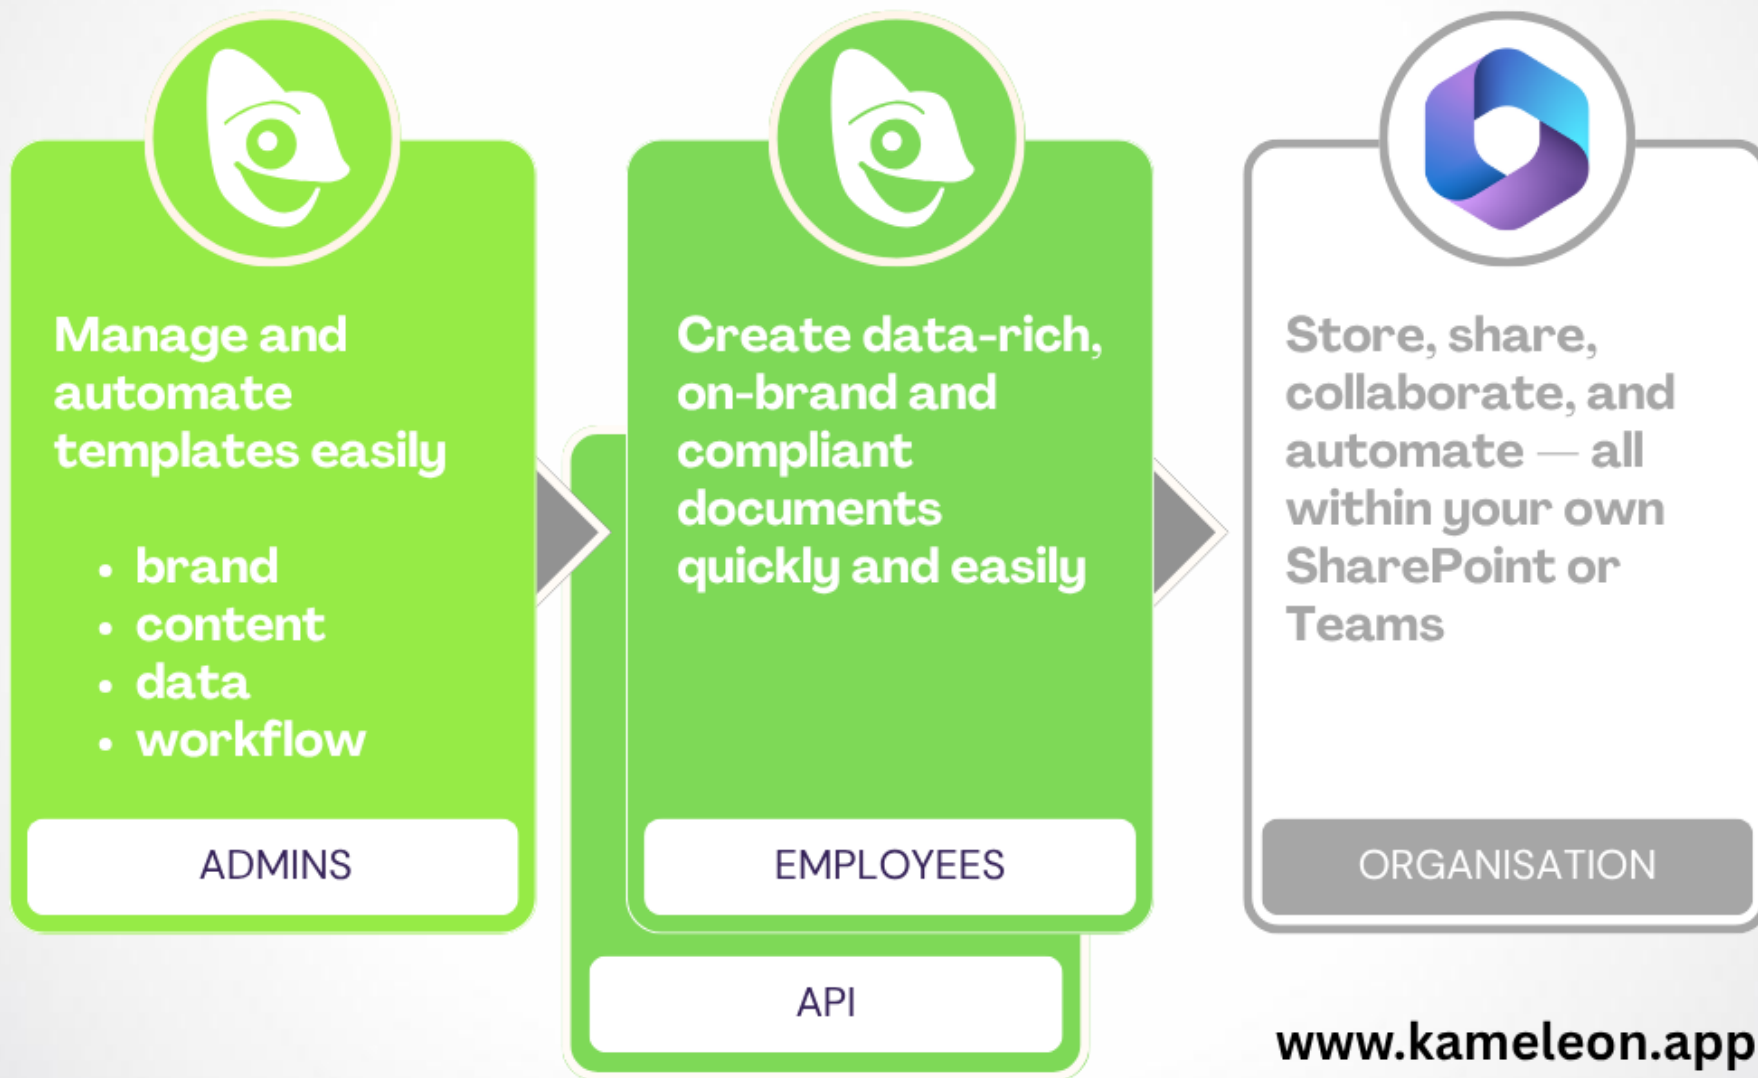 Manage and
automate
templates easily
• brand
• content
• data
• workflow
ADMINS
Create data-rich,
on-brand and
compliant
documents
quickly and easily
EMPLOYEES
API
Store, share,
collaborate, and
automate — all
within your own
SharePoint or
Teams
ORGANISATION
www.kameleon.app